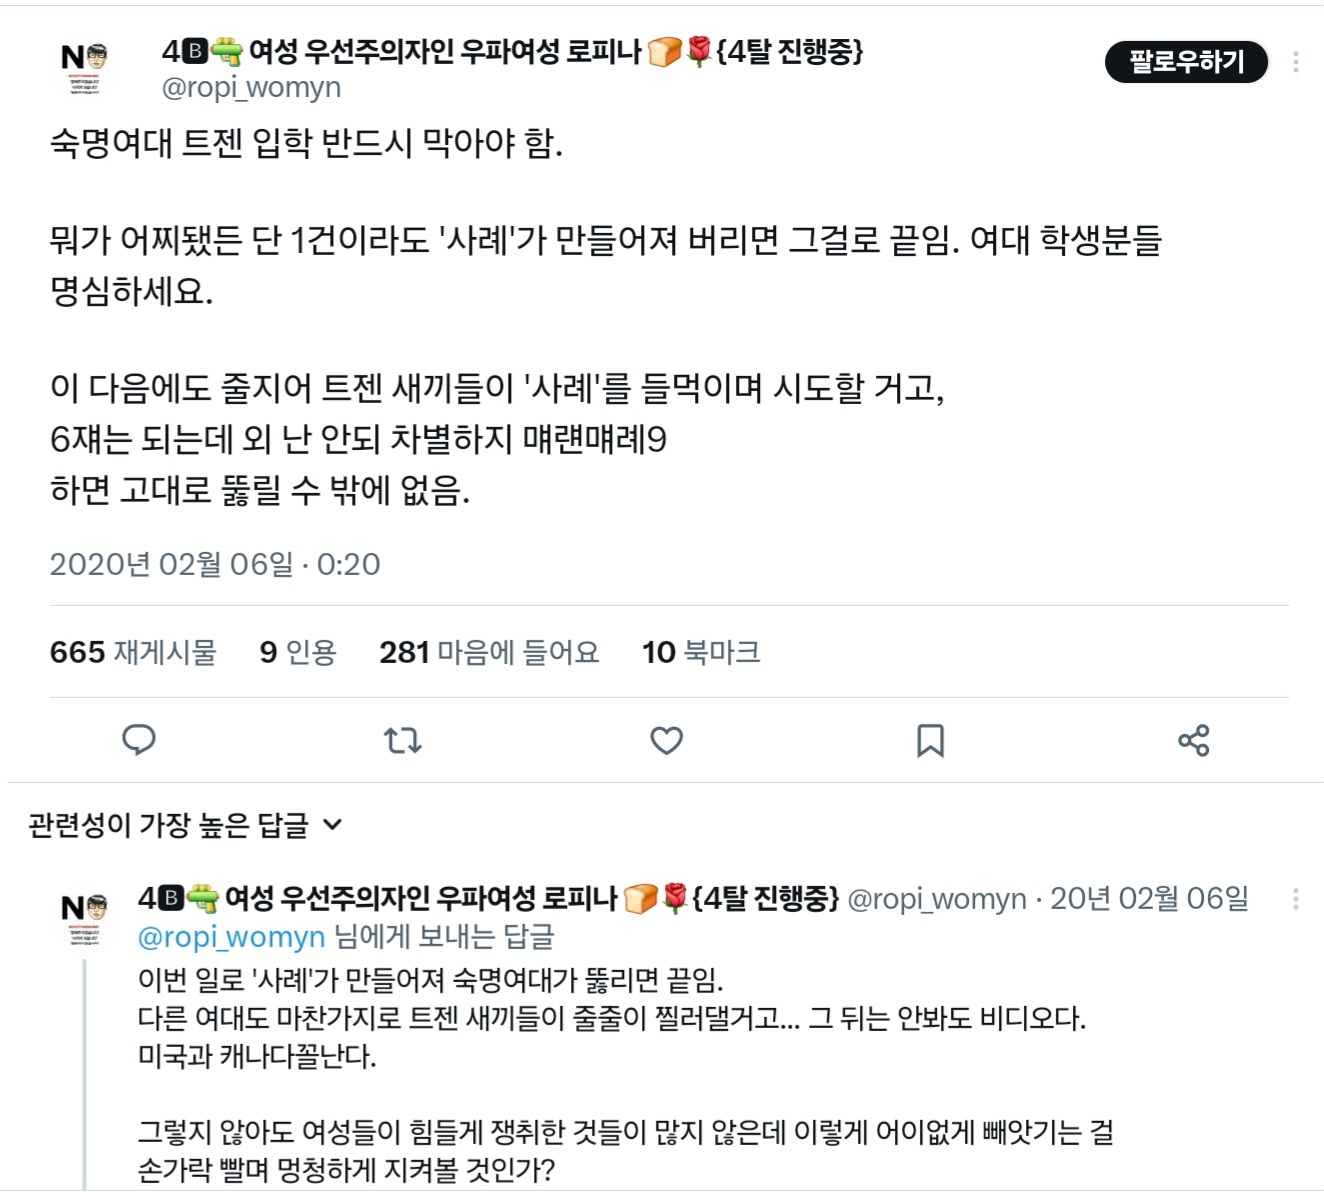 4🅱🔫 여성 우선주의자인 우파여성 로피나 🍞🌹{4탈 진행중}
@ropi_womyn
팔로우하기
숙명여대 트젠 입학 반드시 막아야 함.
뭐가 어찌됐든 단 1건이라도 '사례'가 만들어져 버리면 그걸로 끝임. 여대 학생분들
명심하세요.
이 다음에도 줄지어 트젠 새끼들이 '사례'를 들먹이며 시도할 거고,
6쟤는 되는데 외 난 안되 차별하지 먜랜먜례9
하면 고대로 뚫릴 수 밖에 없음.
2020년 02월 06일 · 0:20
665 재게시물 9 인용 281 마음에 들어요 10 북마크
관련성이 가장 높은 답글
4🅱🔫 여성 우선주의자인 우파여성 로피나 🍞🌹{4탈 진행중} @ropi_womyn · 20년 02월 06일
@ropi_womyn 님에게 보내는 답글
이번 일로 '사례'가 만들어져 숙명여대가 뚫리면 끝임.
다른 여대도 마찬가지로 트젠 새끼들이 줄줄이 찔러댈거고... 그 뒤는 안봐도 비디오다.
미국과 캐나다꼴난다.
그렇지 않아도 여성들이 힘들게 쟁취한 것들이 많지 않은데 이렇게 어이없게 빼앗기는 걸
손가락 빨며 멍청하게 지켜볼 것인가?